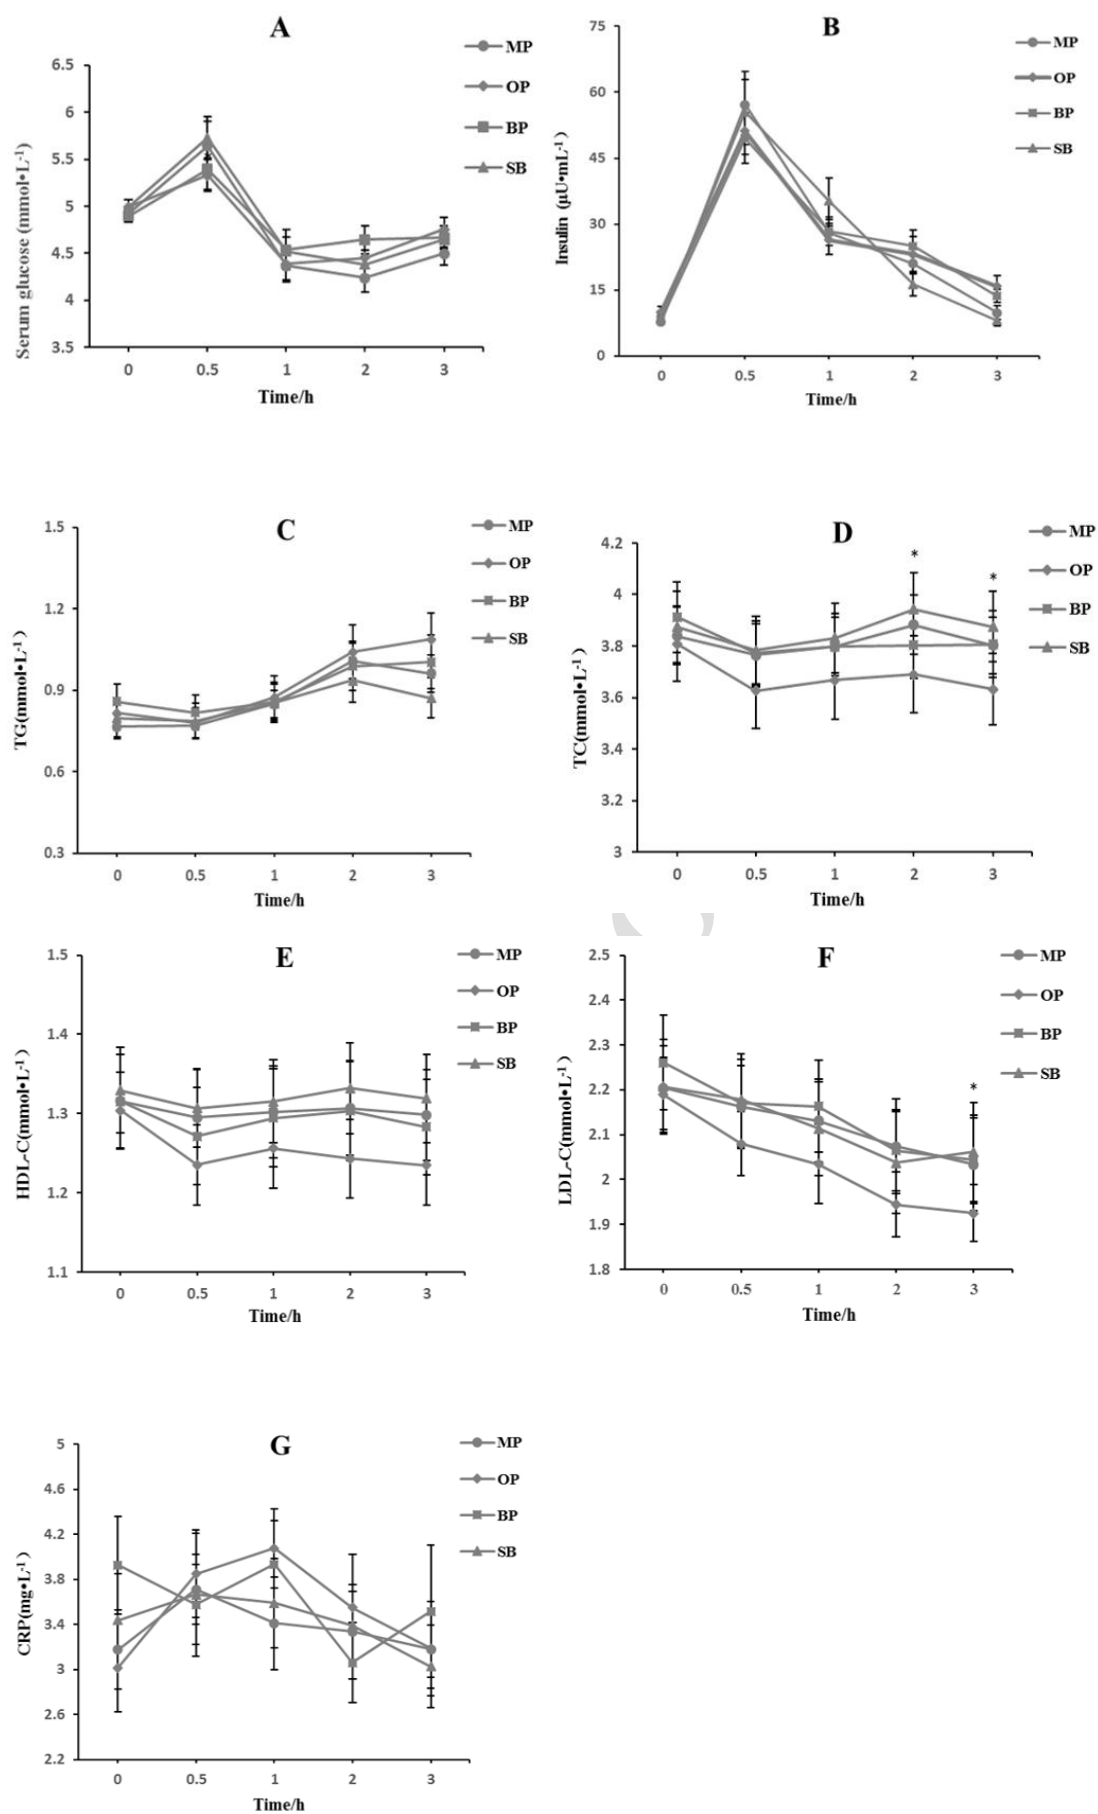 A
MP
OP
BP
SB
6.5
6
5.5
5
4.5
4
3.5
Serum glucose (mmol•L⁻¹)
0 0.5 1 2 3
Time/h
B
MP
OP
BP
SB
75
60
45
30
15
0
Insulin (μU•mL⁻¹)
0 0.5 1 2 3
Time/h
C
MP
OP
BP
SB
1.5
1.2
0.9
0.6
0.3
TG(mmol•L⁻¹)
0 0.5 1 2 3
Time/h
D
MP
OP
BP
SB
* *
4.2
4
3.8
3.6
3.4
3.2
3
TC(mmol•L⁻¹)
0 0.5 1 2 3
Time/h
E
MP
OP
BP
SB
1.5
1.4
1.3
1.2
1.1
HDL-C(mmol•L⁻¹)
0 0.5 1 2 3
Time/h
F
MP
OP
BP
SB
*
2.5
2.4
2.3
2.2
2.1
2
1.9
1.8
LDL-C(mmol•L⁻¹)
0 0.5 1 2 3
Time/h
G
MP
OP
BP
SB
5
4.6
4.2
3.8
3.4
3
2.6
2.2
CRP(mg•L⁻¹)
0 0.5 1 2 3
Time/h